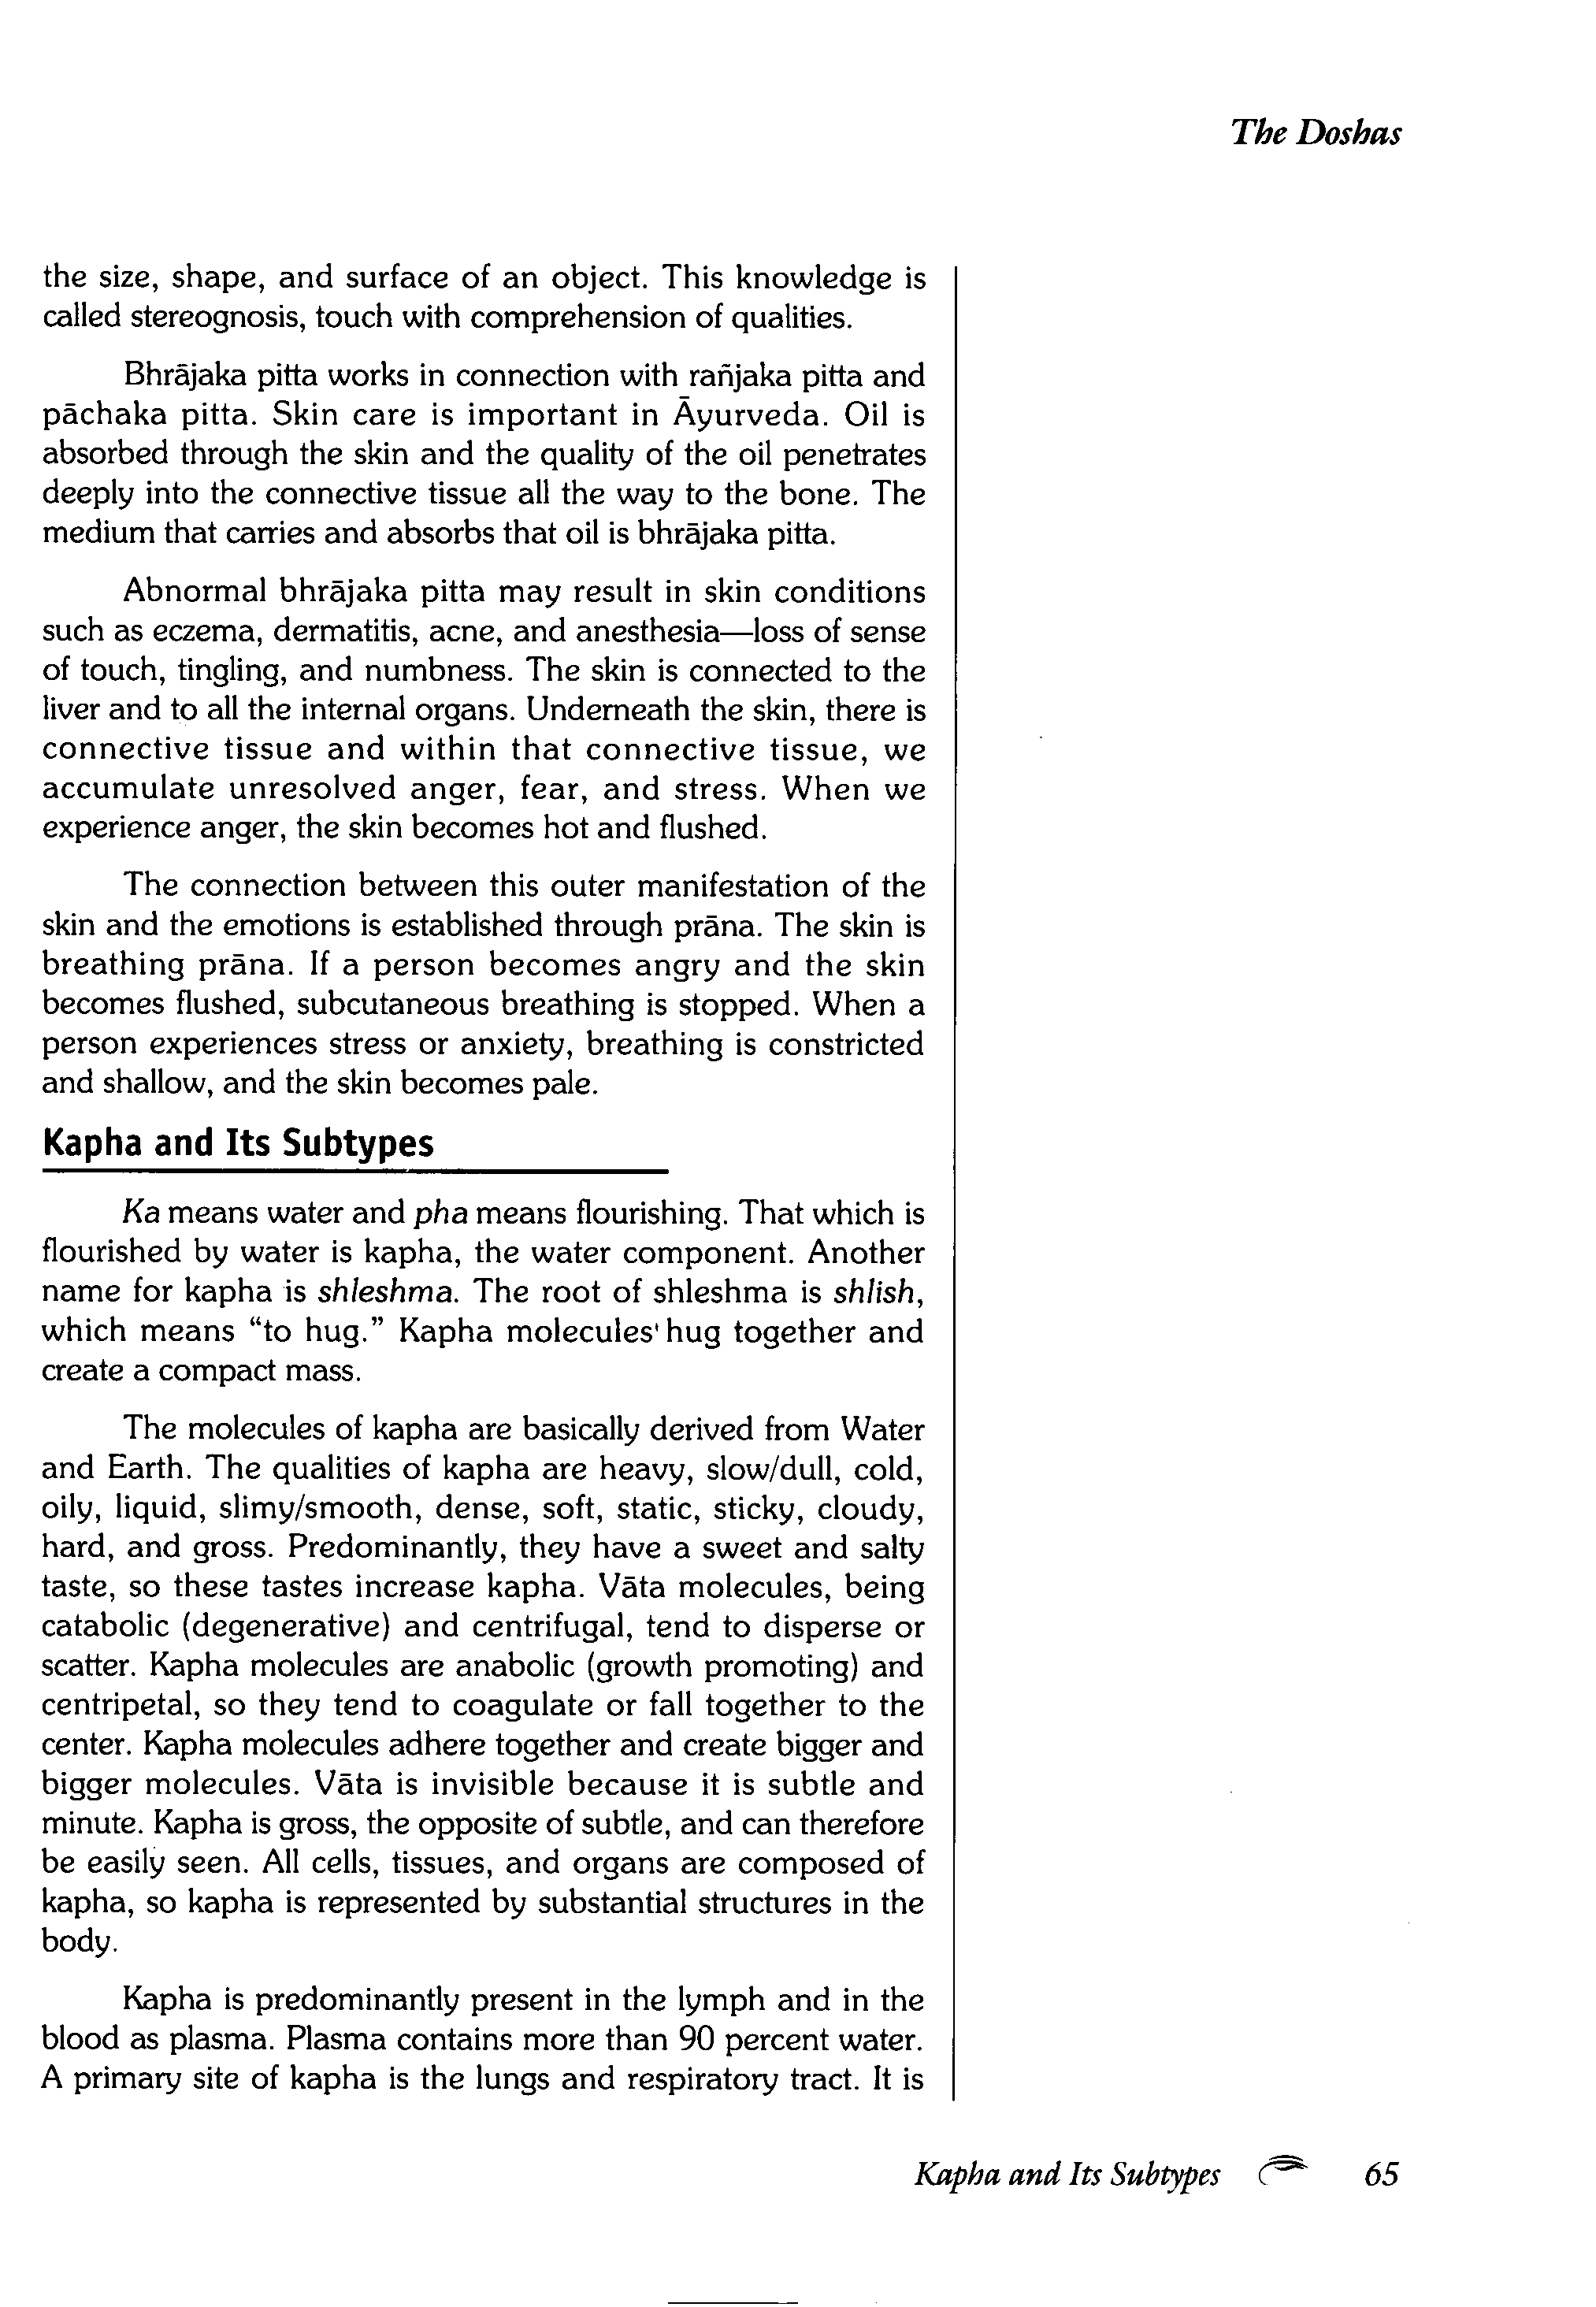 The Doshas
the size, shape, and surface of an object. This knowledge is
called stereognosis, touch with comprehension of qualities.
Bhrājaka pitta works in connection with rañjaka pitta and
pāchaka pitta. Skin care is important in Āyurveda. Oil is
absorbed through the skin and the quality of the oil penetrates
deeply into the connective tissue all the way to the bone. The
medium that carries and absorbs that oil is bhrājaka pitta.
Abnormal bhrājaka pitta may result in skin conditions
such as eczema, dermatitis, acne, and anesthesia—loss of sense
of touch, tingling, and numbness. The skin is connected to the
liver and to all the internal organs. Underneath the skin, there is
connective tissue and within that connective tissue, we
accumulate unresolved anger, fear, and stress. When we
experience anger, the skin becomes hot and flushed.
The connection between this outer manifestation of the
skin and the emotions is established through prāna. The skin is
breathing prāna. If a person becomes angry and the skin
becomes flushed, subcutaneous breathing is stopped. When a
person experiences stress or anxiety, breathing is constricted
and shallow, and the skin becomes pale.
Kapha and Its Subtypes
Ka means water and pha means flourishing. That which is
flourished by water is kapha, the water component. Another
name for kapha is shleshma. The root of shleshma is shlish,
which means “to hug.” Kapha molecules hug together and
create a compact mass.
The molecules of kapha are basically derived from Water
and Earth. The qualities of kapha are heavy, slow/dull, cold,
oily, liquid, slimy/smooth, dense, soft, static, sticky, cloudy,
hard, and gross. Predominantly, they have a sweet and salty
taste, so these tastes increase kapha. Vāta molecules, being
catabolic (degenerative) and centrifugal, tend to disperse or
scatter. Kapha molecules are anabolic (growth promoting) and
centripetal, so they tend to coagulate or fall together to the
center. Kapha molecules adhere together and create bigger and
bigger molecules. Vāta is invisible because it is subtle and
minute. Kapha is gross, the opposite of subtle, and can therefore
be easily seen. All cells, tissues, and organs are composed of
kapha, so kapha is represented by substantial structures in the
body.
Kapha is predominantly present in the lymph and in the
blood as plasma. Plasma contains more than 90 percent water.
A primary site of kapha is the lungs and respiratory tract. It is
Kapha and Its Subtypes 65